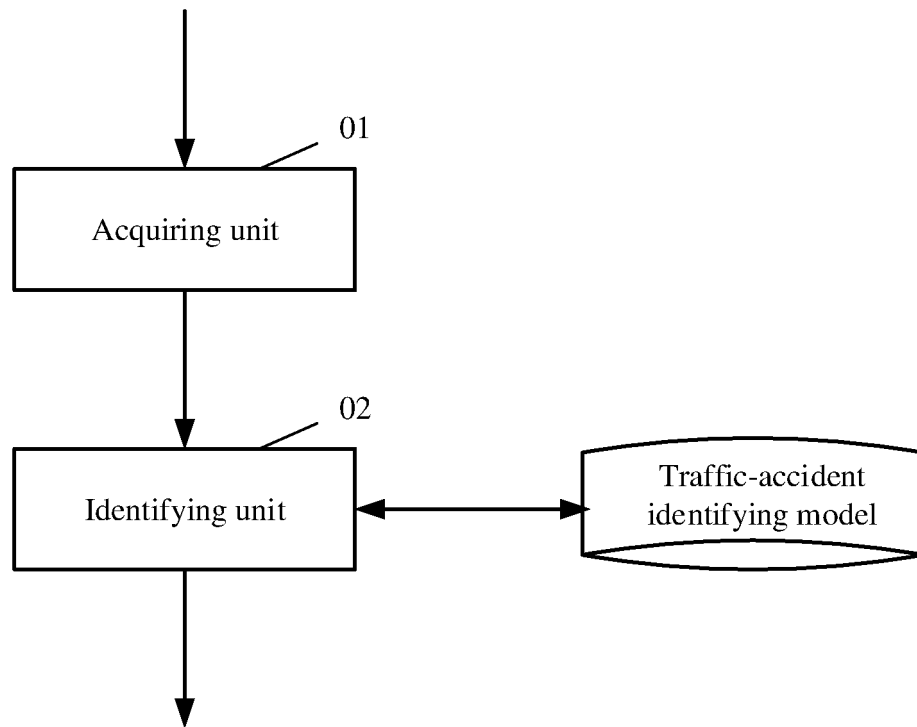 01
Acquiring unit
02
Identifying unit
Traffic-accident
identifying model